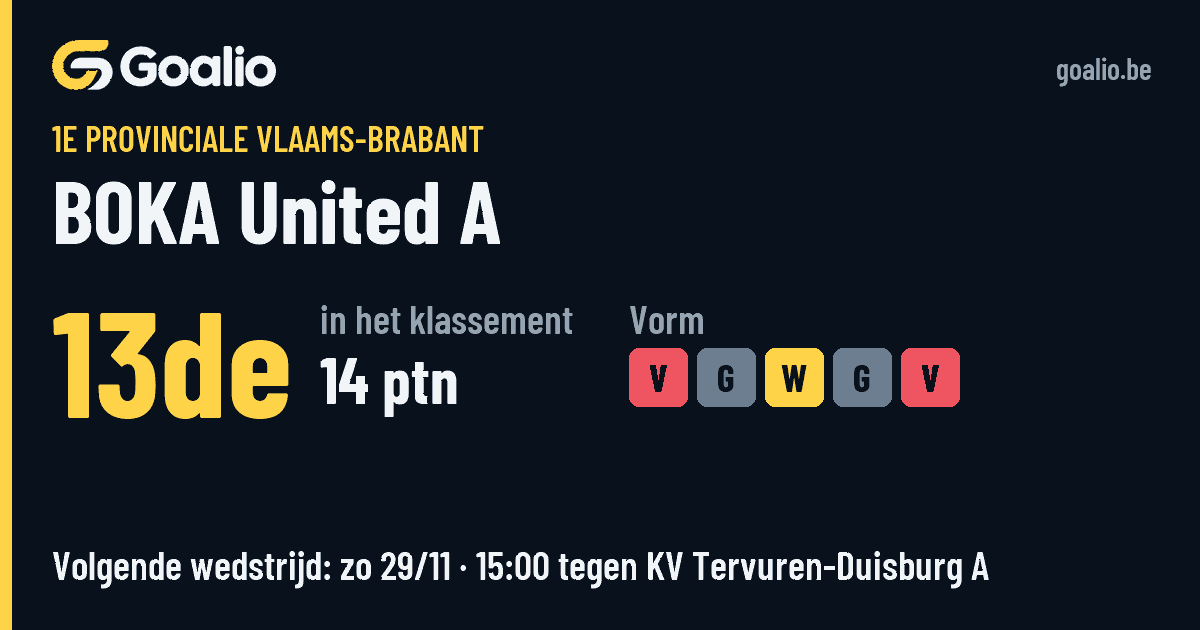 Goalio
goalio.be
1E PROVINCIALE VLAAMS-BRABANT
BOKA United A
13de
in het klassement
14 ptn
Vorm
V G W G V
Volgende wedstrijd: zo 29/11 · 15:00 tegen KV Tervuren-Duisburg A